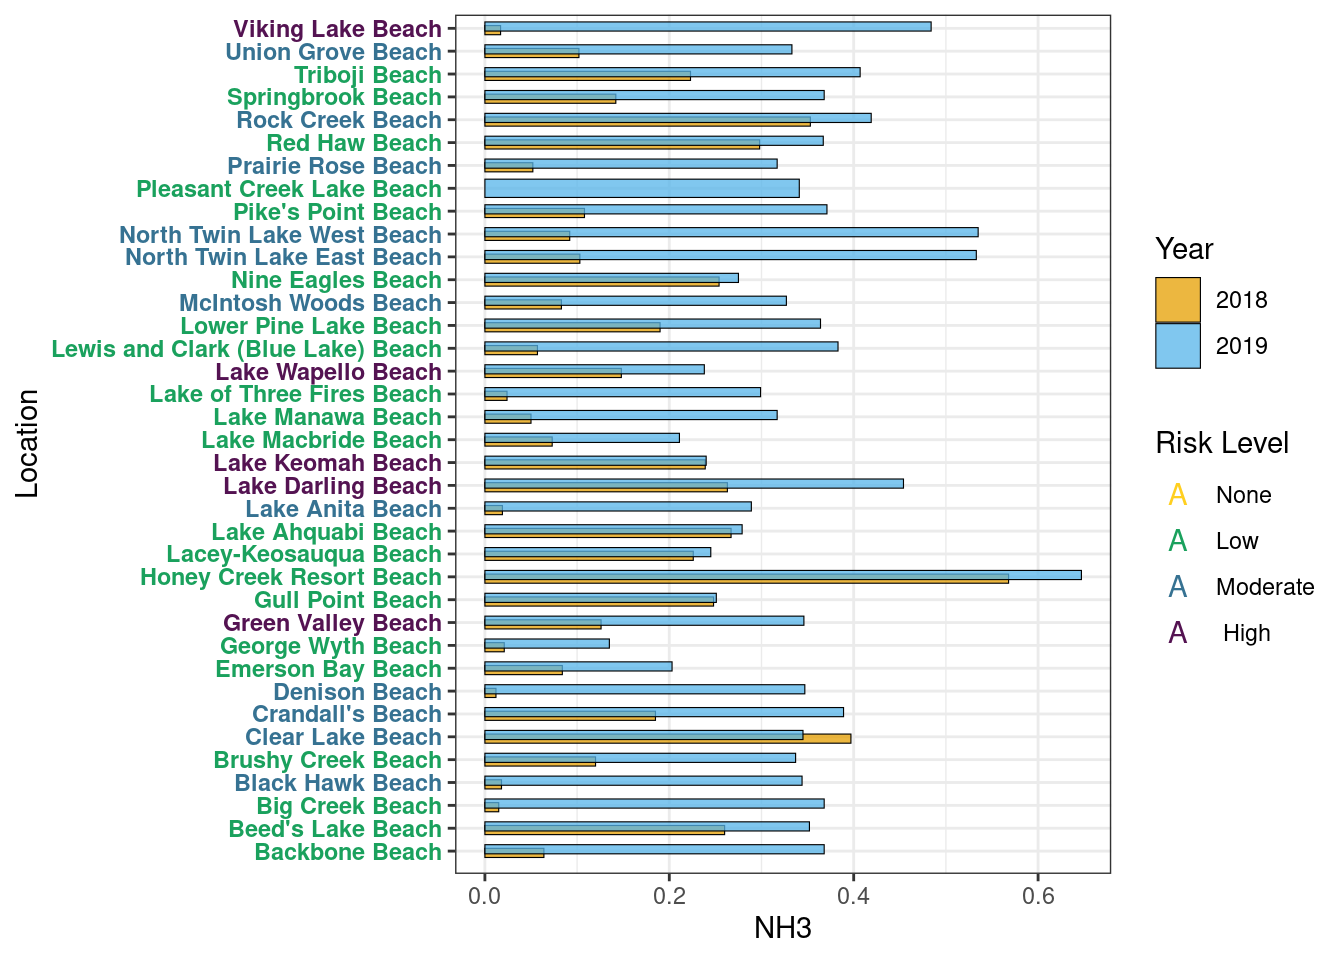 Viking Lake Beach
Union Grove Beach
Triboji Beach
Springbrook Beach
Rock Creek Beach
Red Haw Beach
Prairie Rose Beach
Pleasant Creek Lake Beach
Pike's Point Beach
North Twin Lake West Beach
North Twin Lake East Beach
Nine Eagles Beach
McIntosh Woods Beach
Lower Pine Lake Beach
Lewis and Clark (Blue Lake) Beach
Lake Wapello Beach
Lake of Three Fires Beach
Lake Manawa Beach
Lake Macbride Beach
Lake Keomah Beach
Lake Darling Beach
Lake Anita Beach
Lake Ahquabi Beach
Lacey-Keosauqua Beach
Honey Creek Resort Beach
Gull Point Beach
Green Valley Beach
George Wyth Beach
Emerson Bay Beach
Denison Beach
Crandall's Beach
Clear Lake Beach
Brushy Creek Beach
Black Hawk Beach
Big Creek Beach
Beed's Lake Beach
Backbone Beach
Location
0.0 0.2 0.4 0.6
NH3
Year
2018
2019
Risk Level
A None
A Low
A Moderate
A High